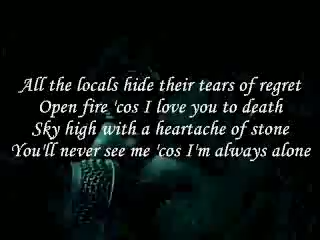 All the locals hide their tears of regret
Open fire 'cos I love you to death
Sky high with a heartache of stone
You'll never see me 'cos I'm always alone